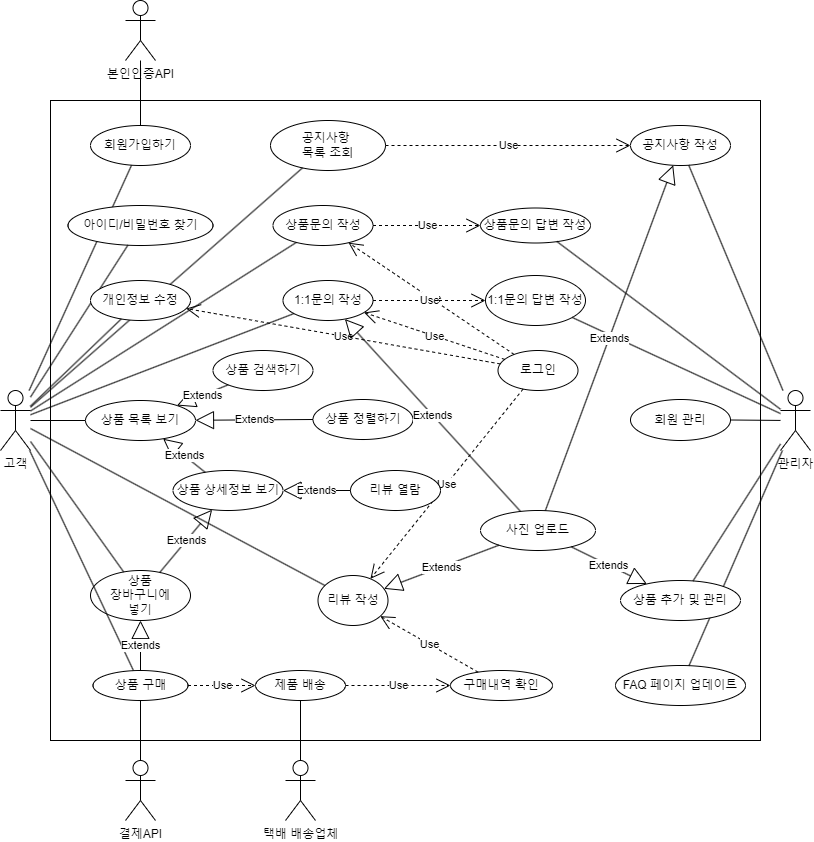 본인인증API
회원가입하기
공지사항
목록 조회
Use
공지사항 작성
아이디/비밀번호 찾기
상품문의 작성
Use
상품문의 답변 작성
개인정보 수정
1:1문의 작성
Use
1:1문의 답변 작성
Use
Use
Extends
상품 검색하기
로그인
Extends
고객
상품 목록 보기
Extends
상품 정렬하기
Extends
회원 관리
관리자
Extends
상품 상세정보 보기
Extends
리뷰 열람
Use
사진 업로드
Extends
Extends
Extends
상품
장바구니에
넣기
리뷰 작성
상품 추가 및 관리
Extends
Use
상품 구매
Use
제품 배송
Use
구매내역 확인
FAQ 페이지 업데이트
결제API
택배 배송업체